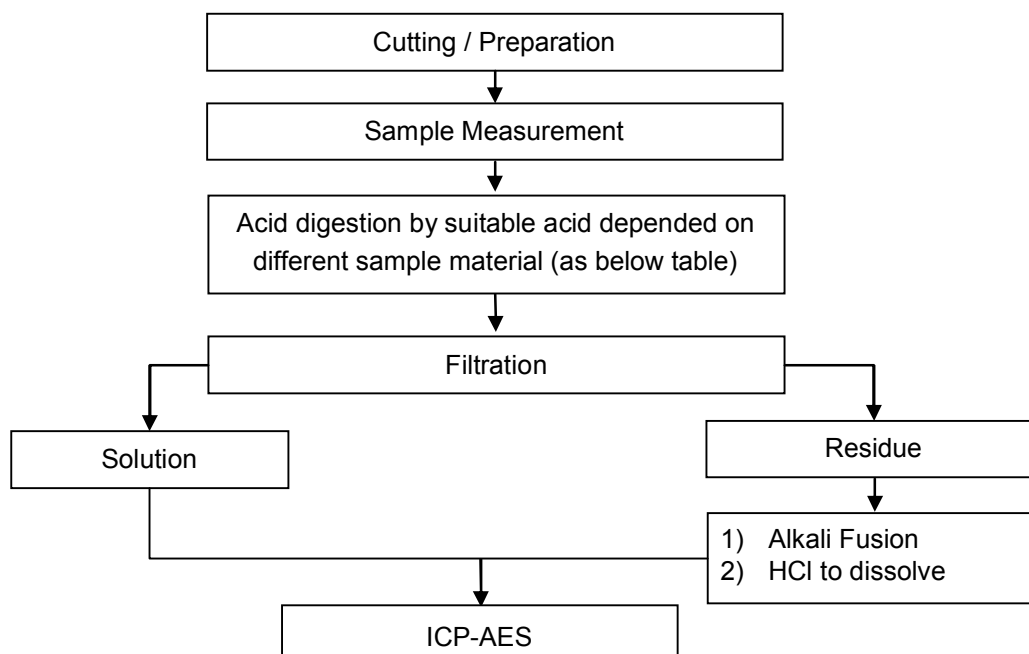 Cutting / Preparation
Sample Measurement
Acid digestion by suitable acid depended on
different sample material (as below table)
Filtration
Solution
Residue
1) Alkali Fusion
2) HCl to dissolve
ICP-AES